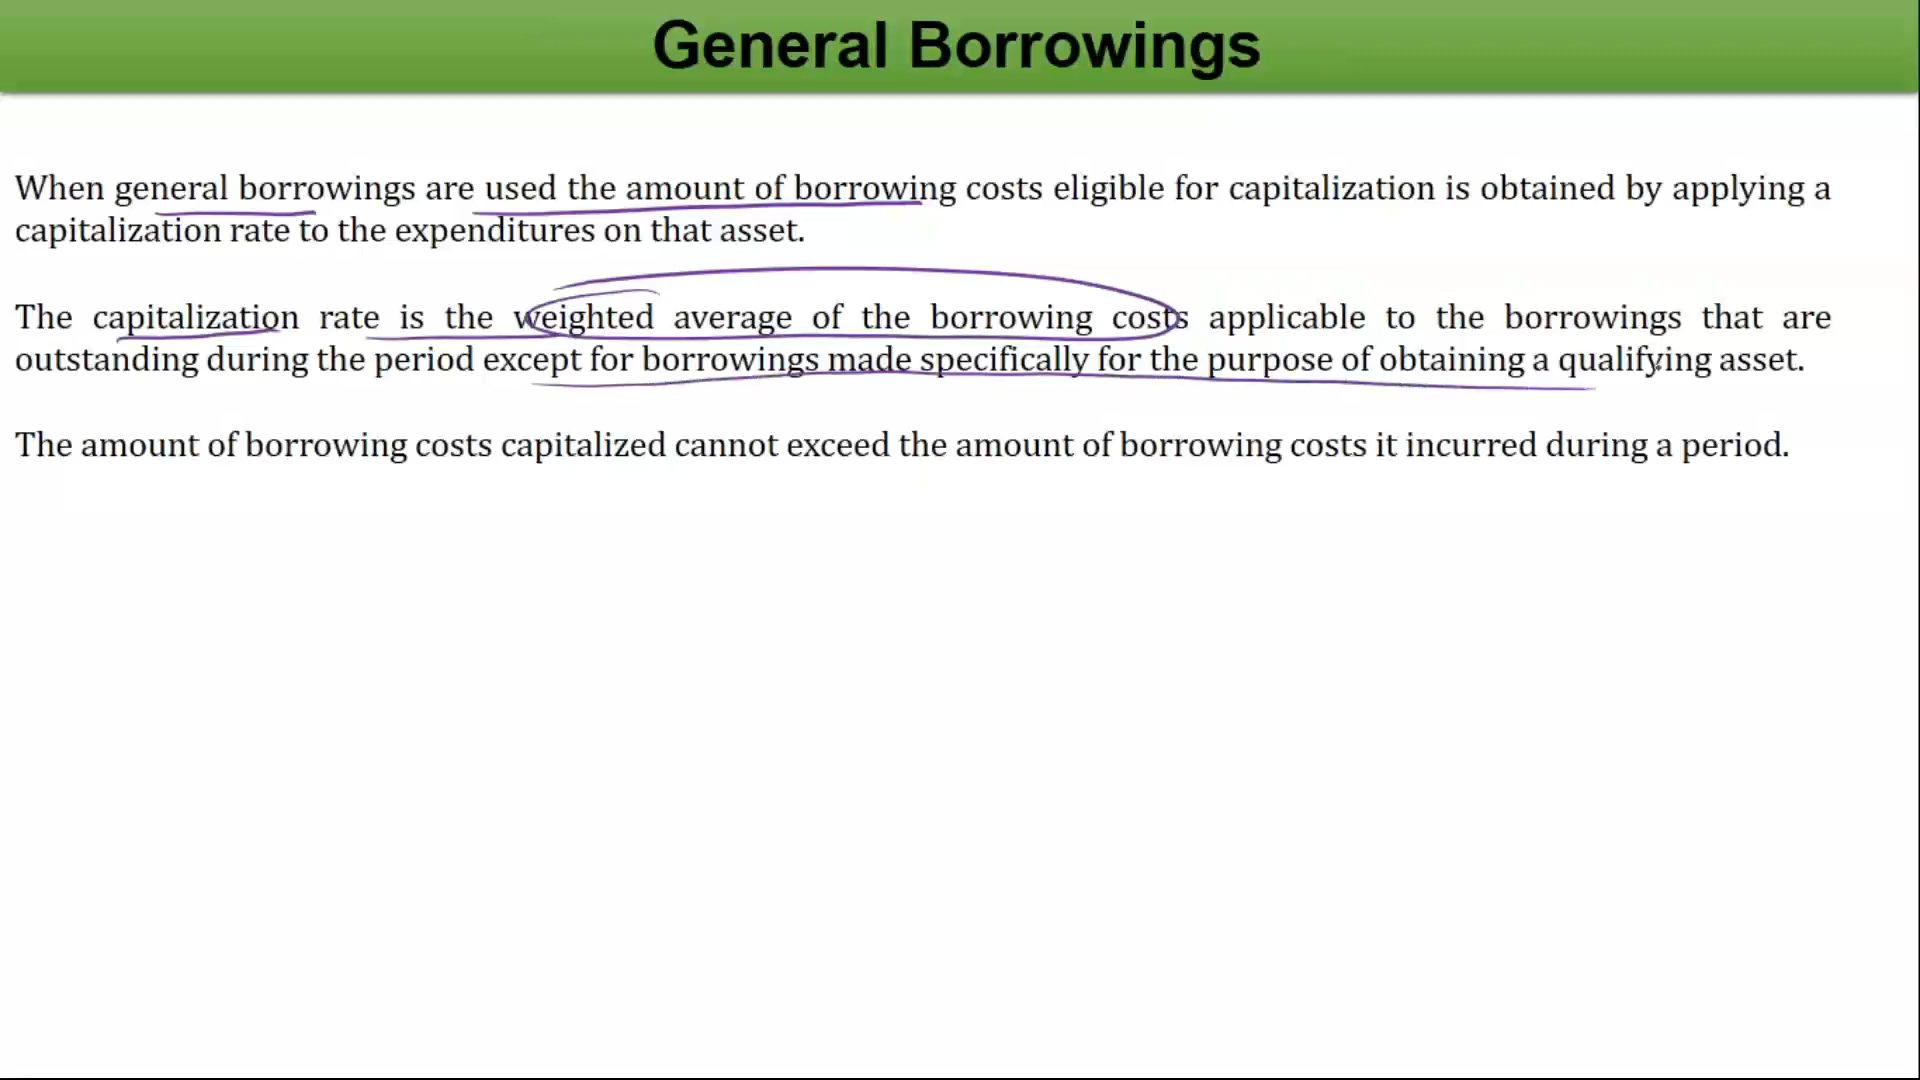 General Borrowings
When general borrowings are used the amount of borrowing costs eligible for capitalization is obtained by applying a
capitalization rate to the expenditures on that asset.
The capitalization rate is the weighted average of the borrowing costs applicable to the borrowings that are
outstanding during the period except for borrowings made specifically for the purpose of obtaining a qualifying asset.
The amount of borrowing costs capitalized cannot exceed the amount of borrowing costs it incurred during a period.